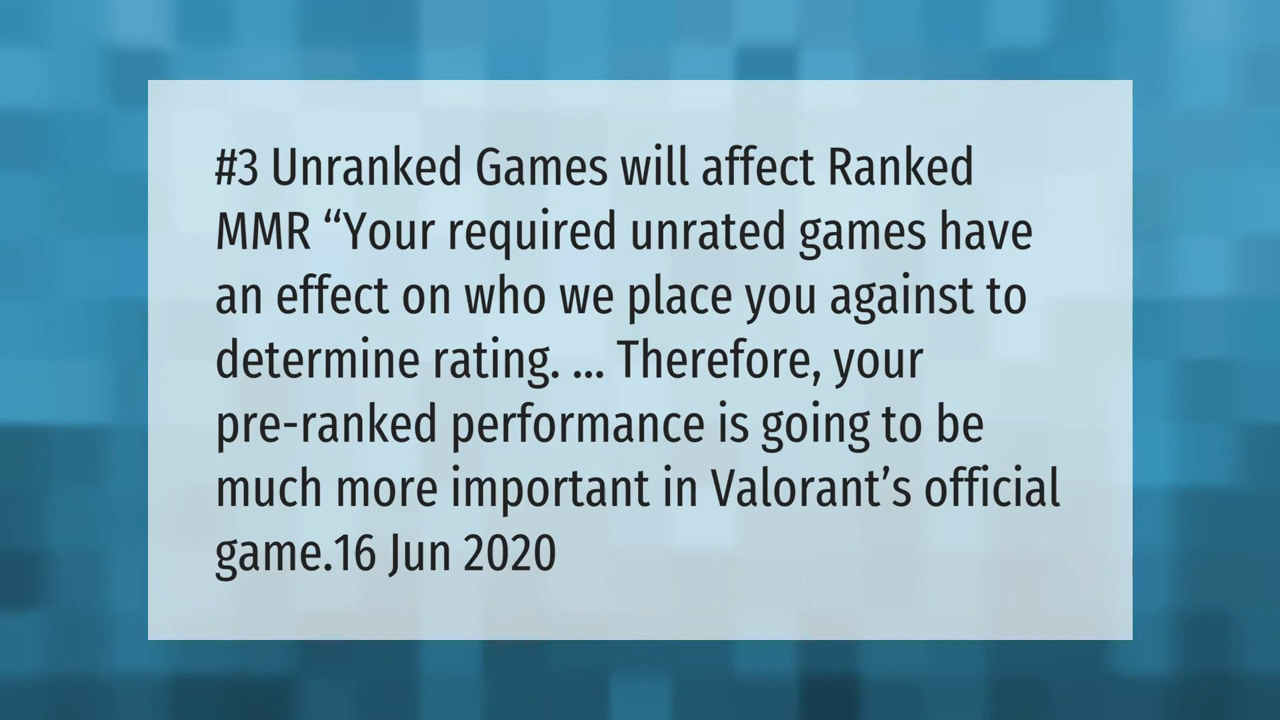 #3 Unranked Games will affect Ranked
MMR “Your required unrated games have
an effect on who we place you against to
determine rating. ... Therefore, your
pre-ranked performance is going to be
much more important in Valorant’s official
game.16 Jun 2020